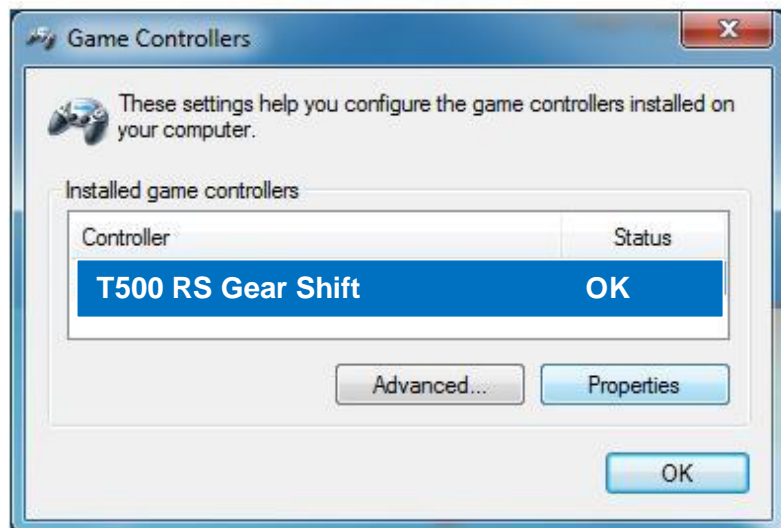 Game Controllers
These settings help you configure the game controllers installed on
your computer.
Installed game controllers
Controller Status
T500 RS Gear Shift OK
Advanced... Properties
OK